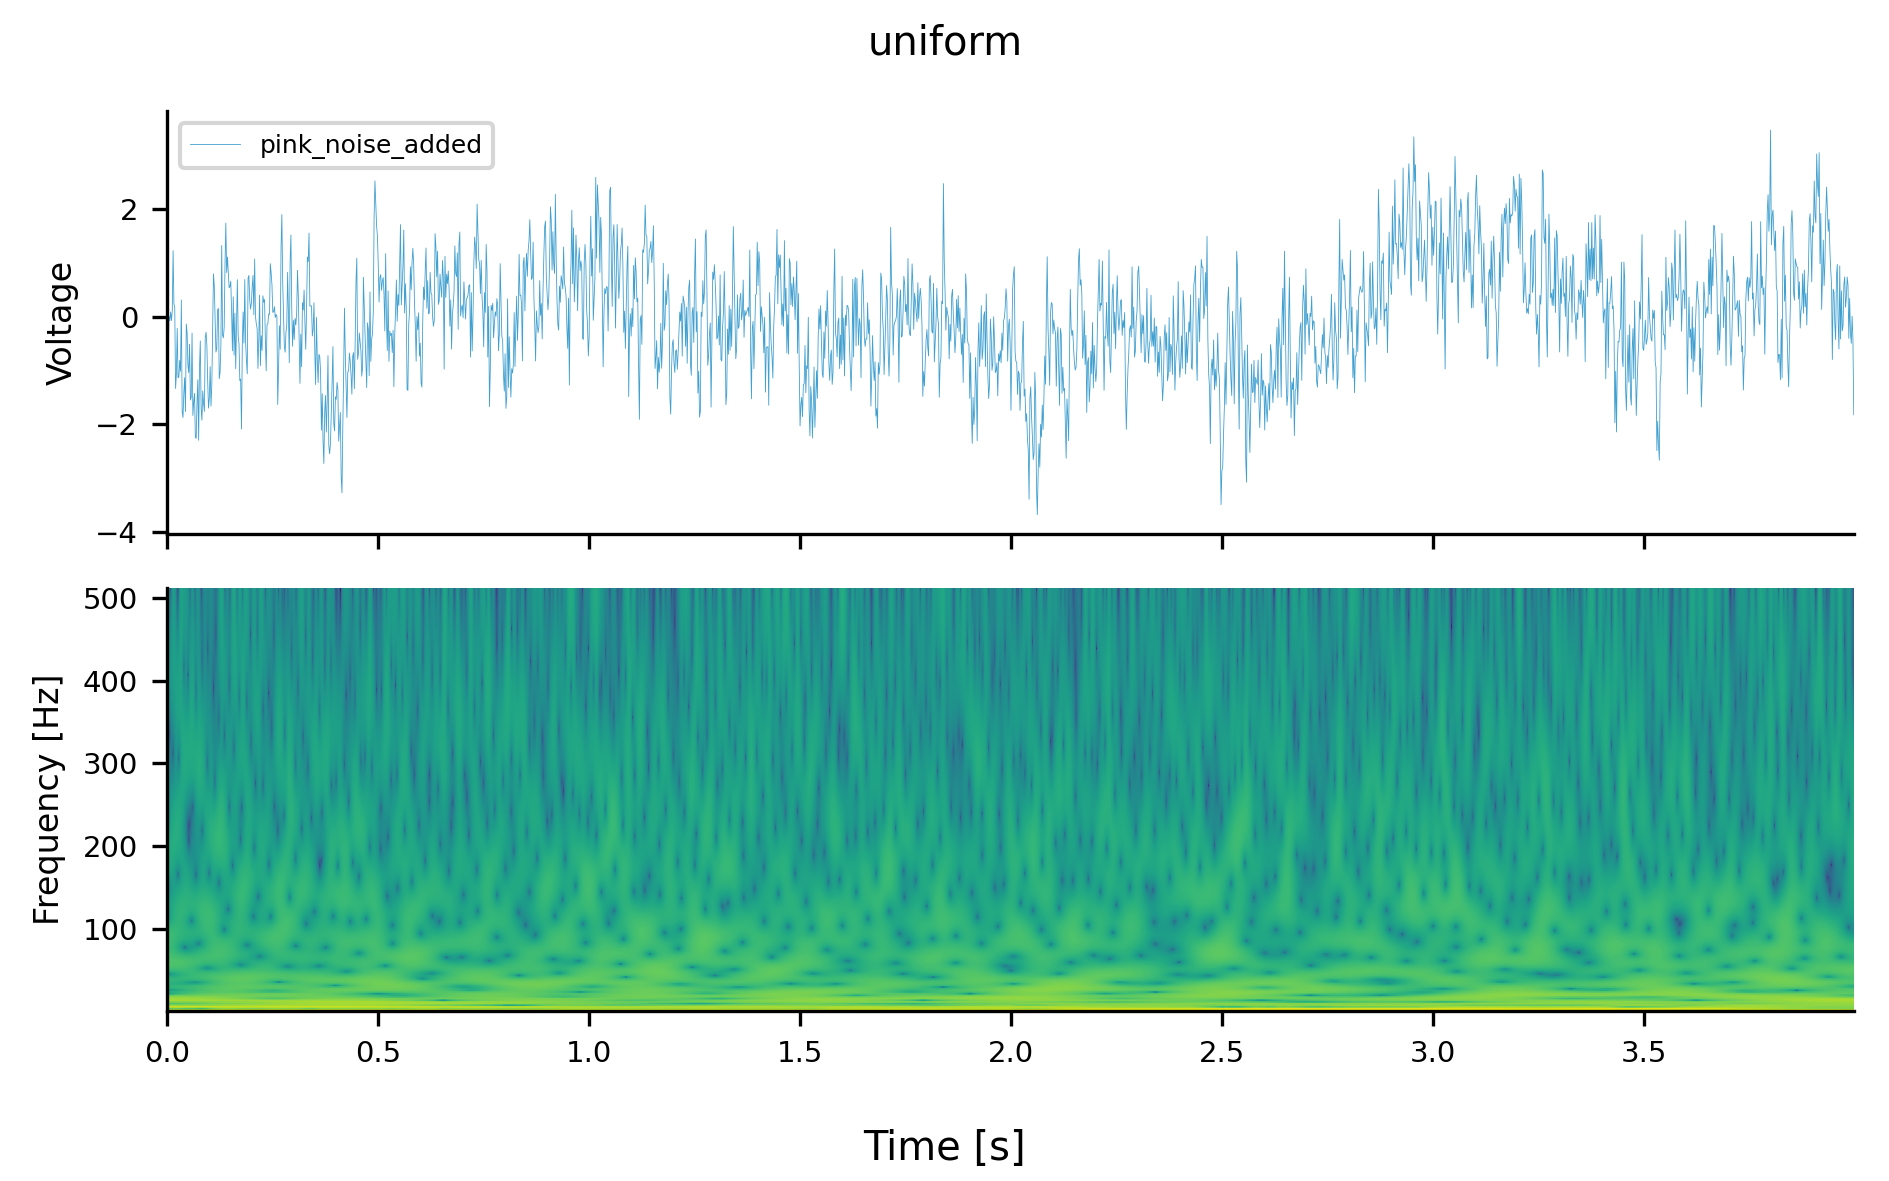 uniform
pink_noise_added
Voltage
2
0
−2
−4
Frequency [Hz]
500
400
300
200
100
0.0 0.5 1.0 1.5 2.0 2.5 3.0 3.5
Time [s]